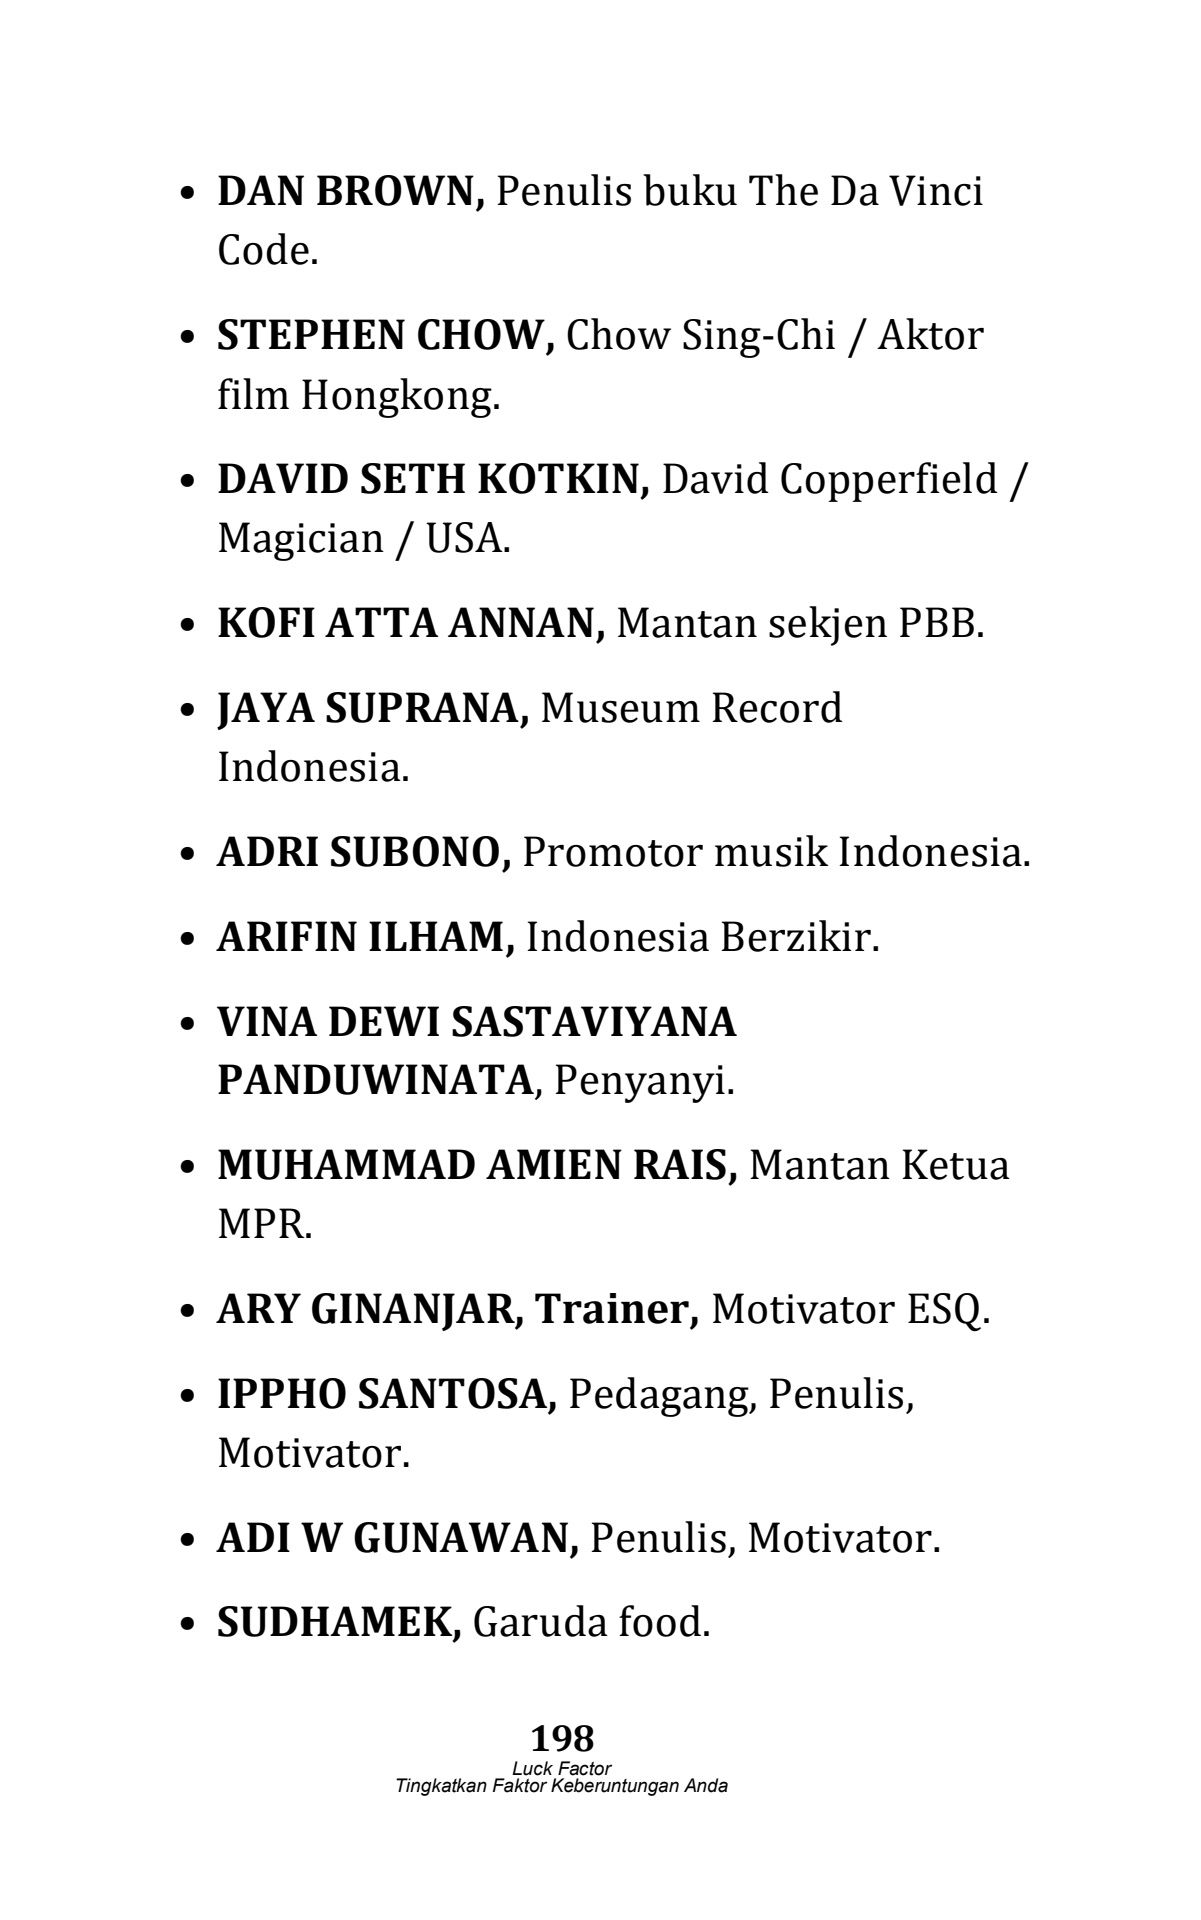 • DAN BROWN, Penulis buku The Da Vinci
Code.
• STEPHEN CHOW, Chow Sing-Chi / Aktor
film Hongkong.
• DAVID SETH KOTKIN, David Copperfield /
Magician / USA.
• KOFI ATTA ANNAN, Mantan sekjen PBB.
• JAYA SUPRANA, Museum Record
Indonesia.
• ADRI SUBONO, Promotor musik Indonesia.
• ARIFIN ILHAM, Indonesia Berzikir.
• VINA DEWI SASTAVIYANA
PANDUWINATA, Penyanyi.
• MUHAMMAD AMIEN RAIS, Mantan Ketua
MPR.
• ARY GINANJAR, Trainer, Motivator ESQ.
• IPPHO SANTOSA, Pedagang, Penulis,
Motivator.
• ADI W GUNAWAN, Penulis, Motivator.
• SUDHAMEK, Garuda food.
198
Luck Factor
Tingkatkan Faktor Keberuntungan Anda